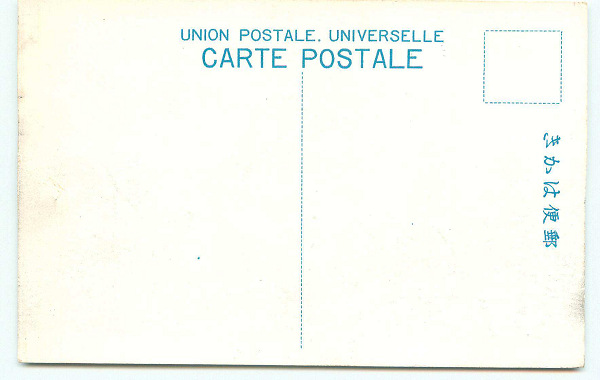 UNION POSTALE. UNIVERSELLE
CARTE POSTALE
きかは便郵